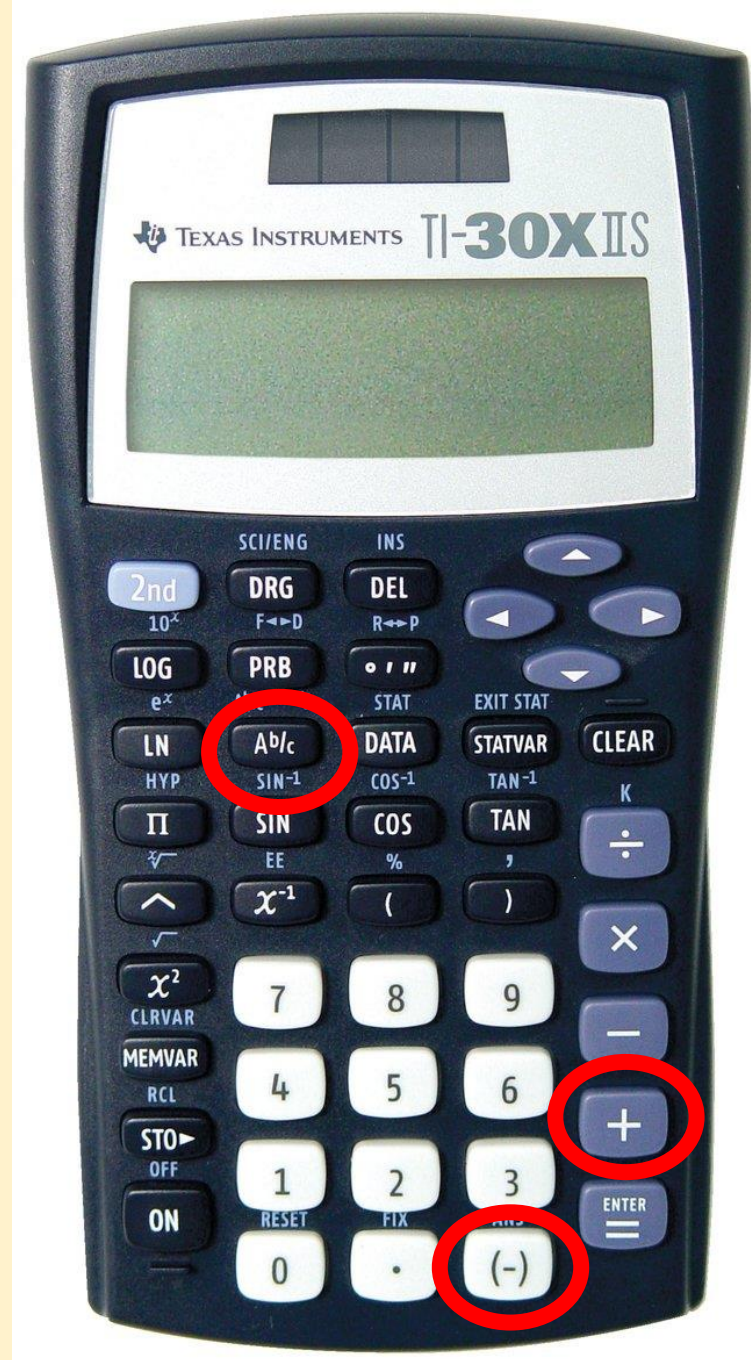 TEXAS INSTRUMENTS TI-30X IIS
SCI/ENG INS
2nd DRG DEL
10ˣ F◄►D R◄►P
LOG PRB ° ' "
eˣ STAT EXIT STAT
LN Ab/c DATA STATVAR CLEAR
HYP SIN⁻¹ COS⁻¹ TAN⁻¹ K
π SIN COS TAN ÷
ˣ√ EE % ,
^ x⁻¹ ( ) ×
√
x² 7 8 9 −
CLRVAR
MEMVAR 4 5 6 +
RCL
STO► 1 2 3
OFF RESET FIX ENTER
ON 0 . (-) =